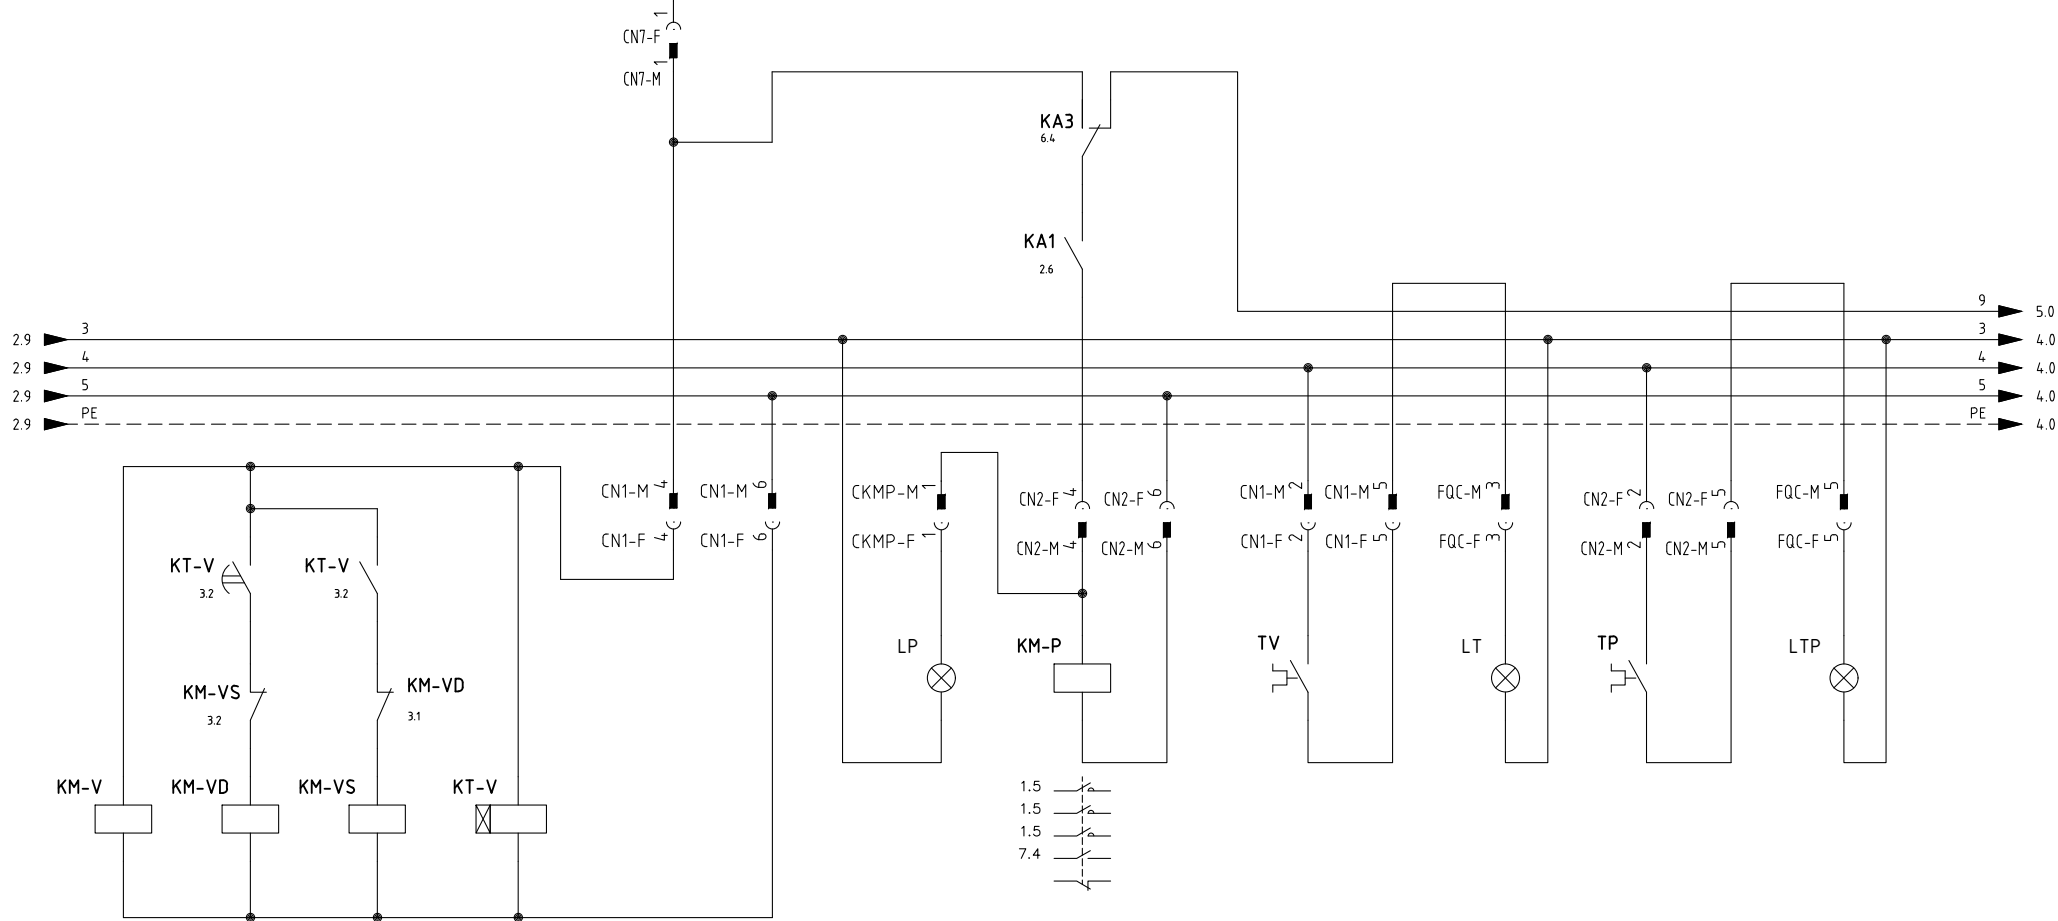 1
CN7-F
1
CN7-M
KA3
6.4
KA1
2.6
9
5.0
2.9
3
3
4.0
2.9
4
4
4.0
2.9
5
5
4.0
2.9
PE
PE
4.0
CN1-M 4
CN1-M 6
CKMP-M 1
CN2-F 4
CN2-F 6
CN1-M 2
CN1-M 5
FQC-M 3
CN2-F 2
CN2-F 5
FQC-M 5
CN1-F 4
CN1-F 6
CKMP-F 1
CN2-M 4
CN2-M 6
CN1-F 2
CN1-F 5
FQC-F 3
CN2-M 2
CN2-M 5
FQC-F 5
KT-V
3.2
KT-V
3.2
LP
KM-P
TV
LT
TP
LTP
KM-VS
3.2
KM-VD
3.1
KM-V
KM-VD
KM-VS
KT-V
1.5
1.5
1.5
7.4